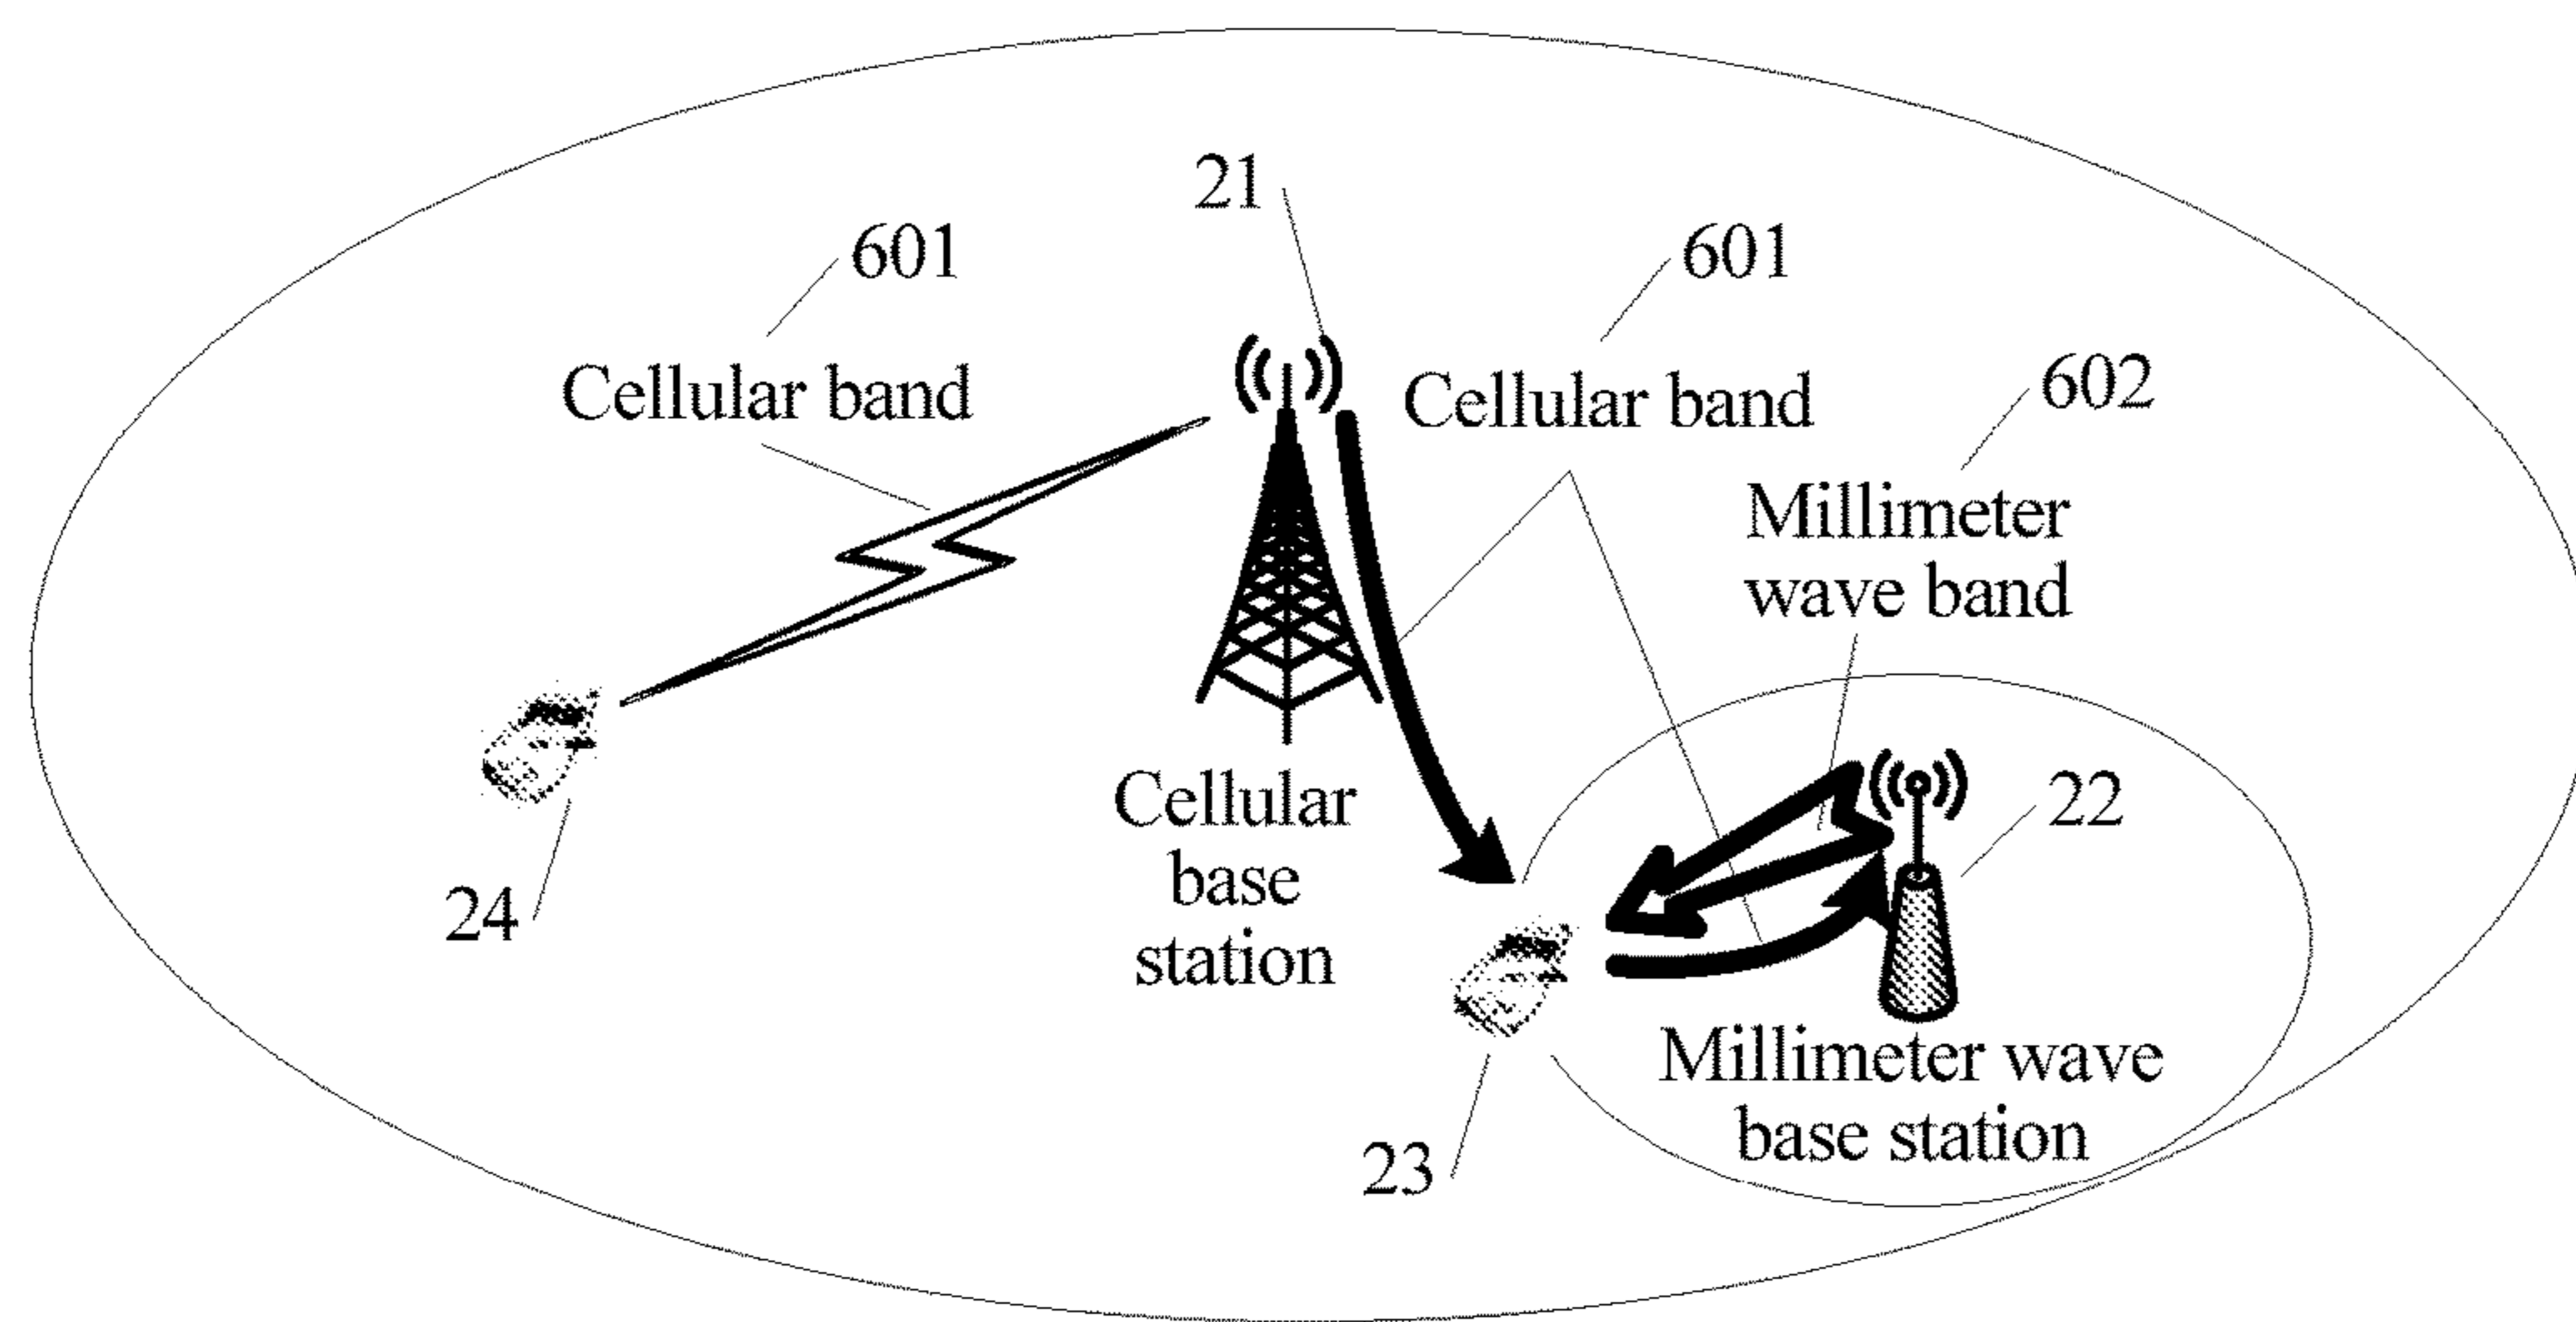 21
601
601
Cellular band
Cellular band
602
Millimeter
wave band
22
Cellular
base
station
24
Millimeter wave
base station
23